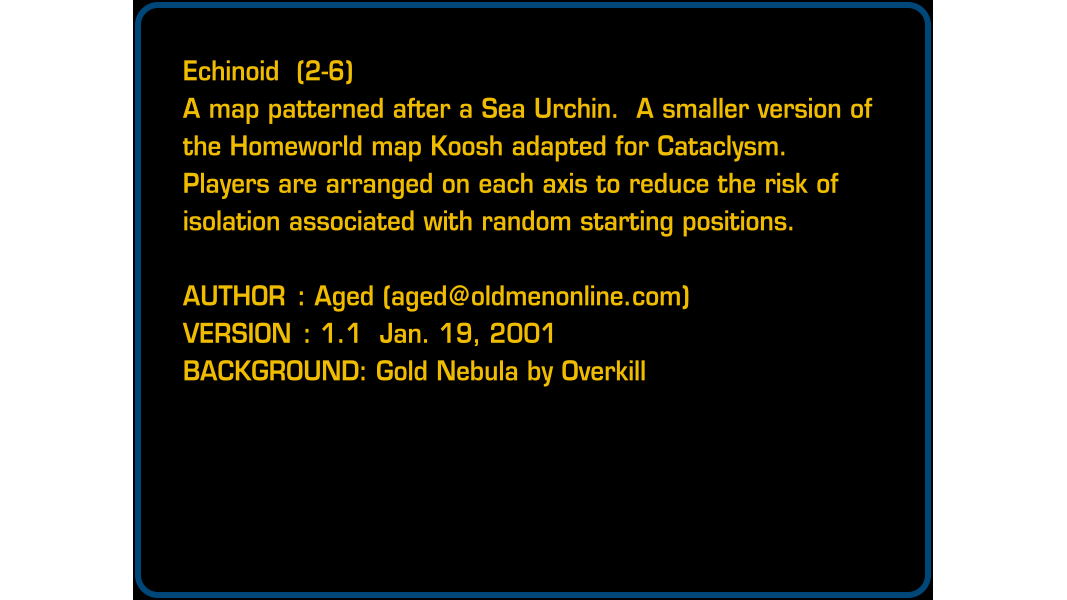 Echinoid  (2-6)
A map patterned after a Sea Urchin.  A smaller version of
the Homeworld map Koosh adapted for Cataclysm.
Players are arranged on each axis to reduce the risk of
isolation associated with random starting positions.
AUTHOR  : Aged (aged@oldmenonline.com)
VERSION  : 1.1  Jan. 19, 2001
BACKGROUND: Gold Nebula by Overkill